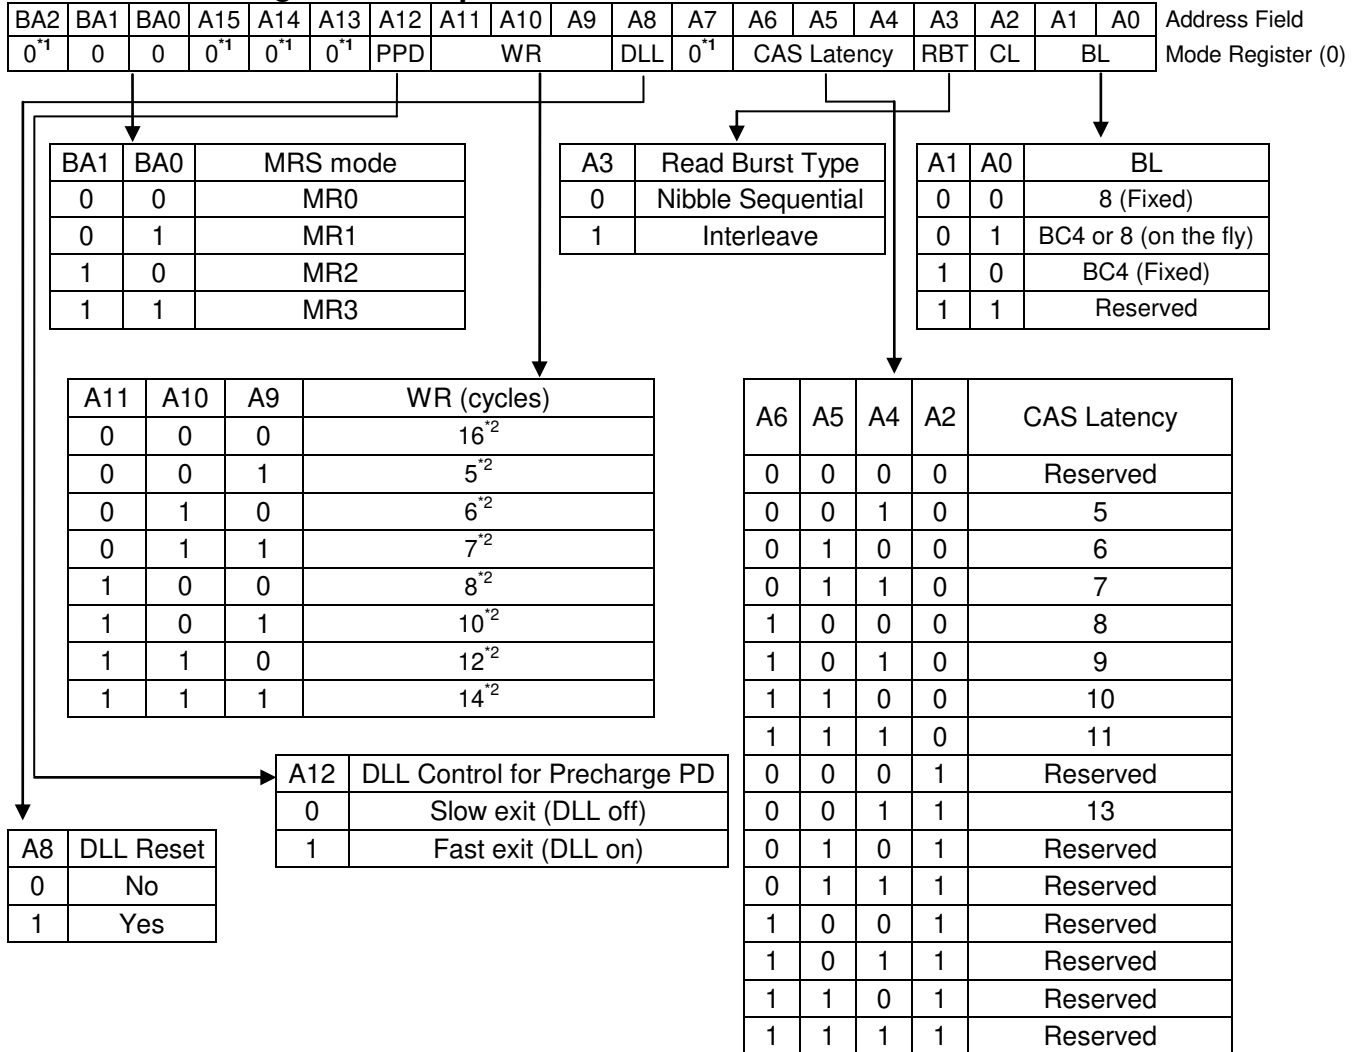 BA2 BA1 BA0 A15 A14 A13 A12 A11 A10 A9 A8 A7 A6 A5 A4 A3 A2 A1 A0 Address Field
0*1 0 0 0*1 0*1 0*1 PPD WR DLL 0*1 CAS Latency RBT CL BL Mode Register (0)
BA1 BA0 MRS mode
0 0 MR0
0 1 MR1
1 0 MR2
1 1 MR3
A3 Read Burst Type
0 Nibble Sequential
1 Interleave
A1 A0 BL
0 0 8 (Fixed)
0 1 BC4 or 8 (on the fly)
1 0 BC4 (Fixed)
1 1 Reserved
A11 A10 A9 WR (cycles)
0 0 0 16*2
0 0 1 5*2
0 1 0 6*2
0 1 1 7*2
1 0 0 8*2
1 0 1 10*2
1 1 0 12*2
1 1 1 14*2
A6 A5 A4 A2 CAS Latency
0 0 0 0 Reserved
0 0 1 0 5
0 1 0 0 6
0 1 1 0 7
1 0 0 0 8
1 0 1 0 9
1 1 0 0 10
1 1 1 0 11
0 0 0 1 Reserved
0 0 1 1 13
0 1 0 1 Reserved
0 1 1 1 Reserved
1 0 0 1 Reserved
1 0 1 1 Reserved
1 1 0 1 Reserved
1 1 1 1 Reserved
A12 DLL Control for Precharge PD
0 Slow exit (DLL off)
1 Fast exit (DLL on)
A8 DLL Reset
0 No
1 Yes